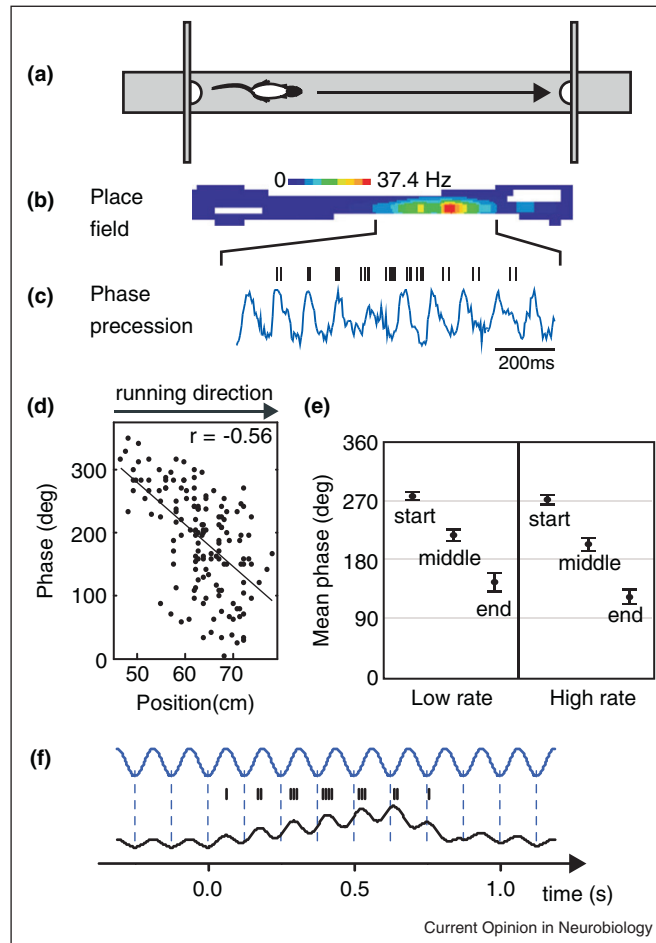 (a)
0 37.4 Hz
(b) Place field
(c) Phase precession
200ms
(d) running direction
r = -0.56
300
200
100
0
Phase (deg)
50 60 70
Position(cm)
(e)
360
270
180
90
0
Mean phase (deg)
start
middle
end
start
middle
end
Low rate High rate
(f)
0.0 0.5 1.0 time (s)
Current Opinion in Neurobiology